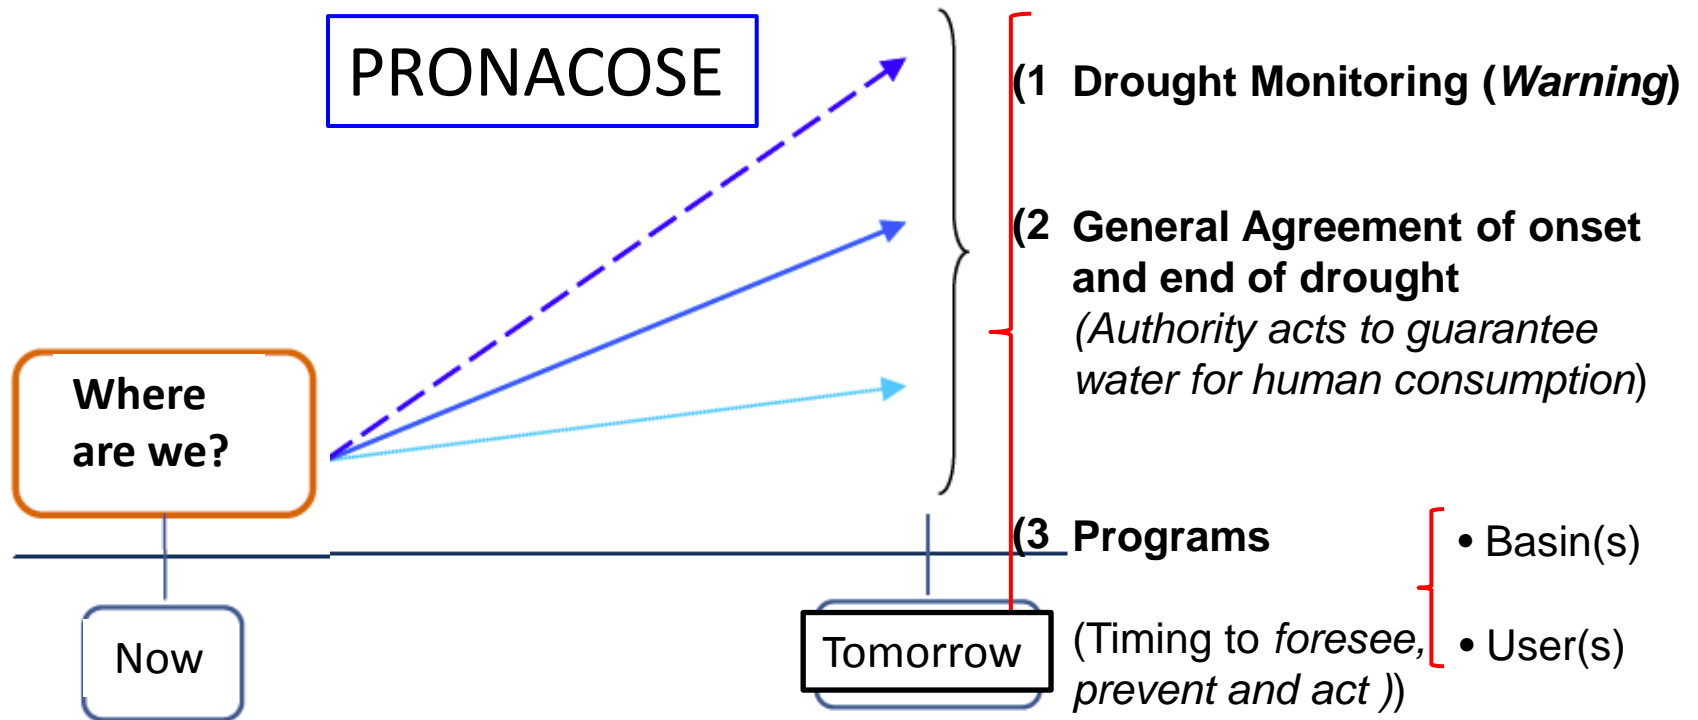 PRONACOSE
Where
are we?
Now
Tomorrow
(1 Drought Monitoring (Warning)
(2 General Agreement of onset
and end of drought
(Authority acts to guarantee
water for human consumption)
(3 Programs
(Timing to foresee,
prevent and act ))
• Basin(s)
• User(s)